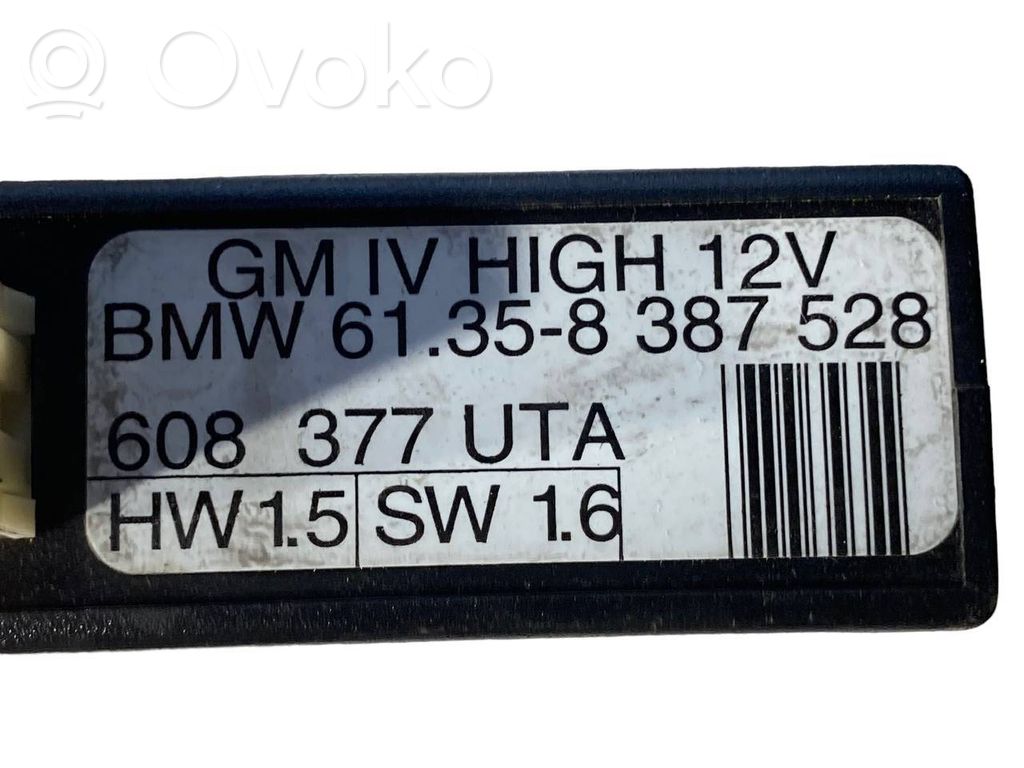 Ovoko
GM IV HIGH 12V
BMW 61.35-8 387 528
608 377 UTA
HW 1.5 SW 1.6